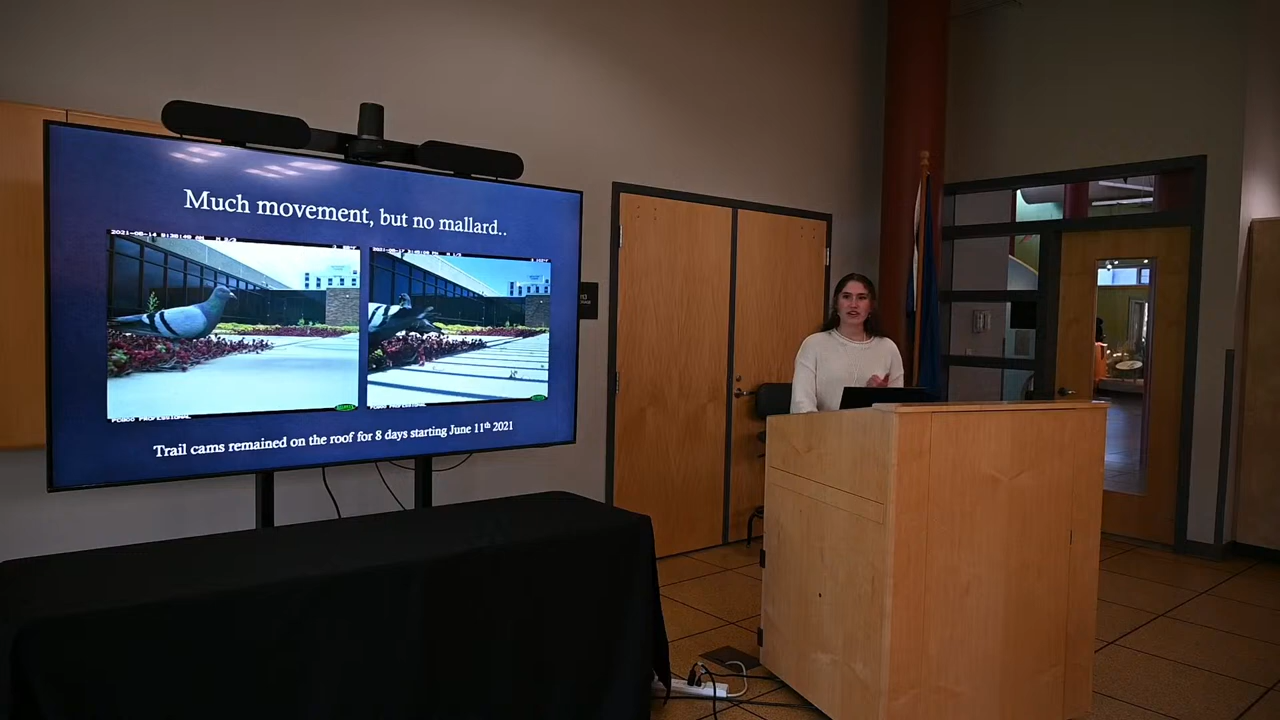 Much movement, but no mallard..
Trail cams remained on the roof for 8 days starting June 11th 2021